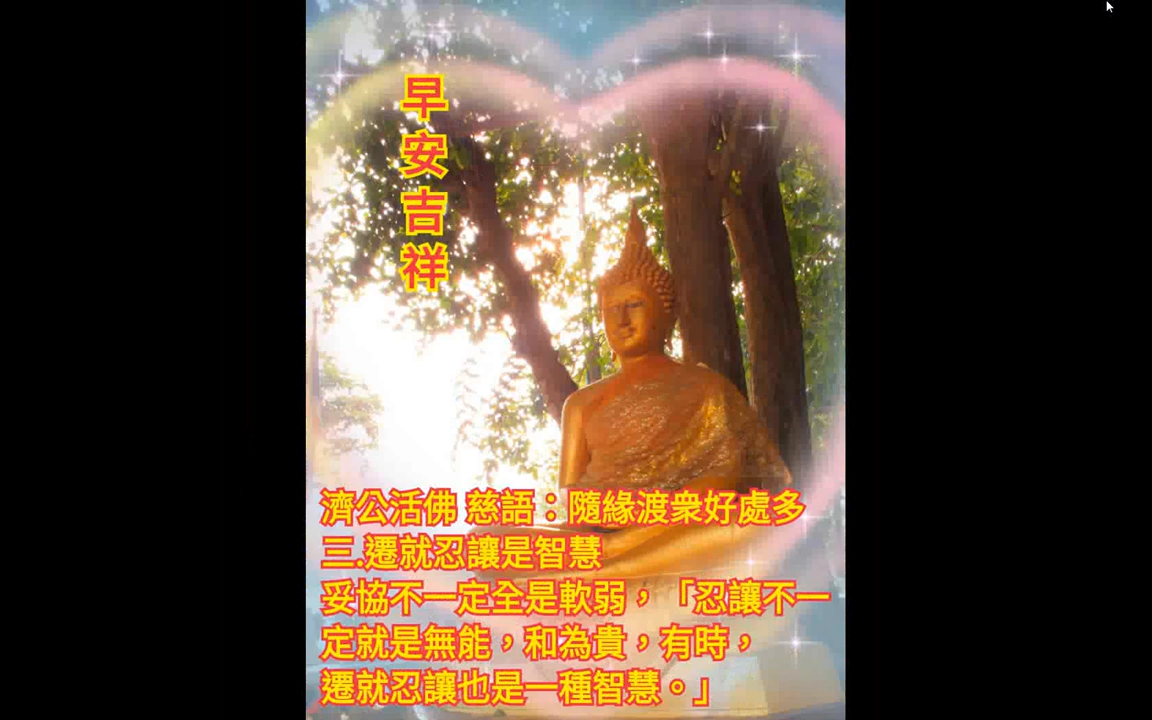 早安吉祥
濟公活佛 慈語：隨緣渡衆好處多
三.遷就忍讓是智慧
妥協不一定全是軟弱，「忍讓不一
定就是無能，和為貴，有時，
遷就忍讓也是一種智慧。」